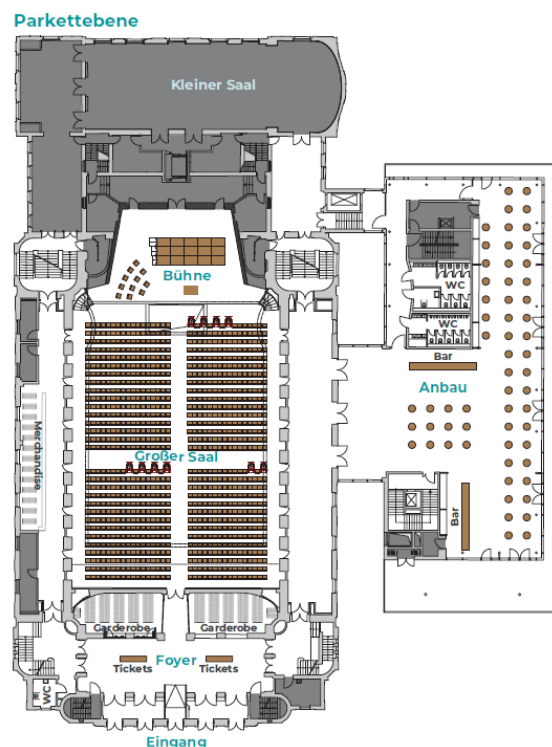 Parkettebene
Kleiner Saal
Bühne
WC
WC
Bar
Anbau
Großer Saal
Merchandise
Bar
Garderobe
Garderobe
Foyer
Tickets
Tickets
WC
Eingang